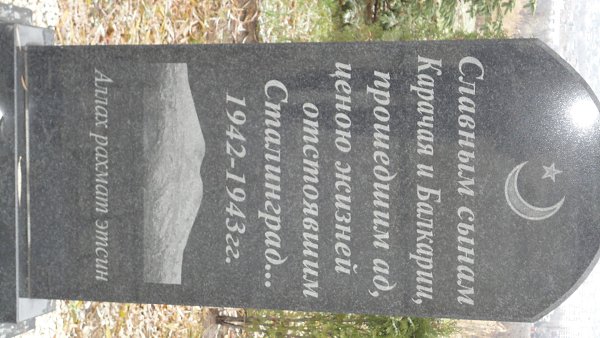 Славным сынам
Карачая и Балкарии,
прошедшим ад,
ценою жизней
отстоявшим
Сталинград...
1942-1943гг.
Аллах рахмат этсин